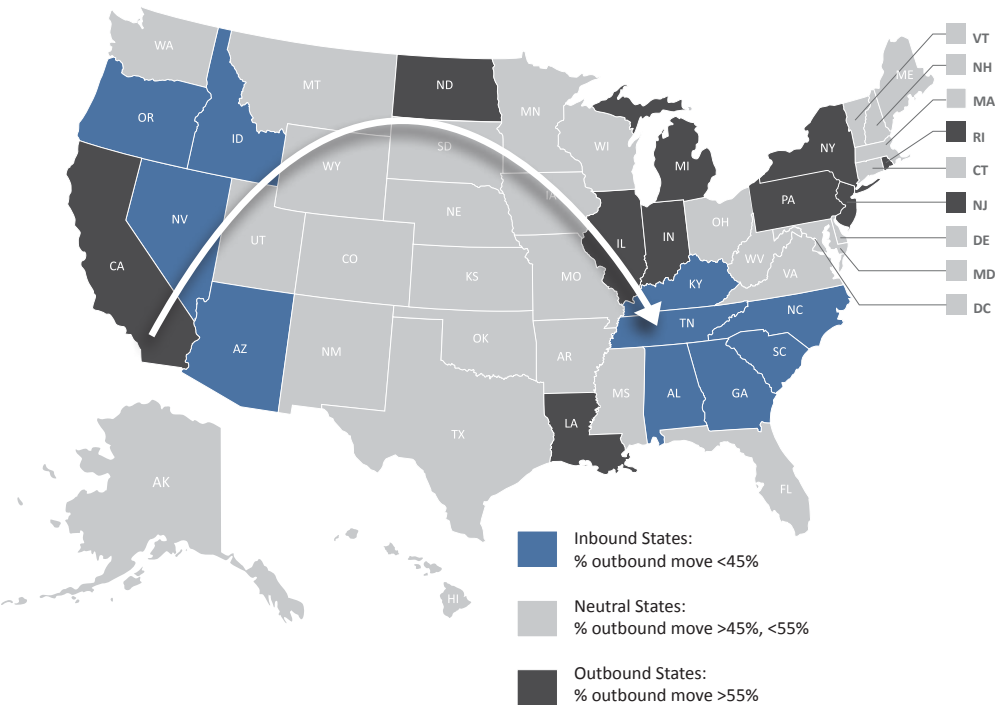 WA
MT
ND
MN
ME
VT
NH
MA
RI
CT
NJ
DE
MD
DC
OR
ID
WY
SD
WI
MI
NY
NV
UT
CO
NE
IA
IL
IN
OH
PA
WV
VA
CA
KS
MO
KY
AZ
NM
OK
AR
TN
NC
SC
TX
LA
MS
AL
GA
FL
AK
HI
Inbound States:
% outbound move <45%
Neutral States:
% outbound move >45%, <55%
Outbound States:
% outbound move >55%